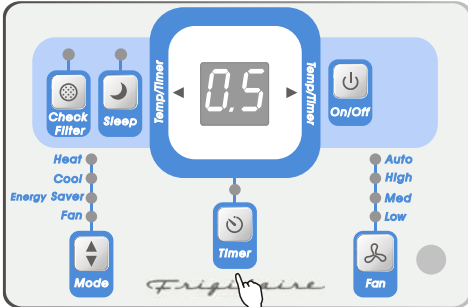 Temp/Timer
0.5
Temp/Timer
Check
Filter
Sleep
On/Off
Heat
Cool
Energy Saver
Fan
Auto
High
Med
Low
Mode
Timer
Fan
Frigidaire